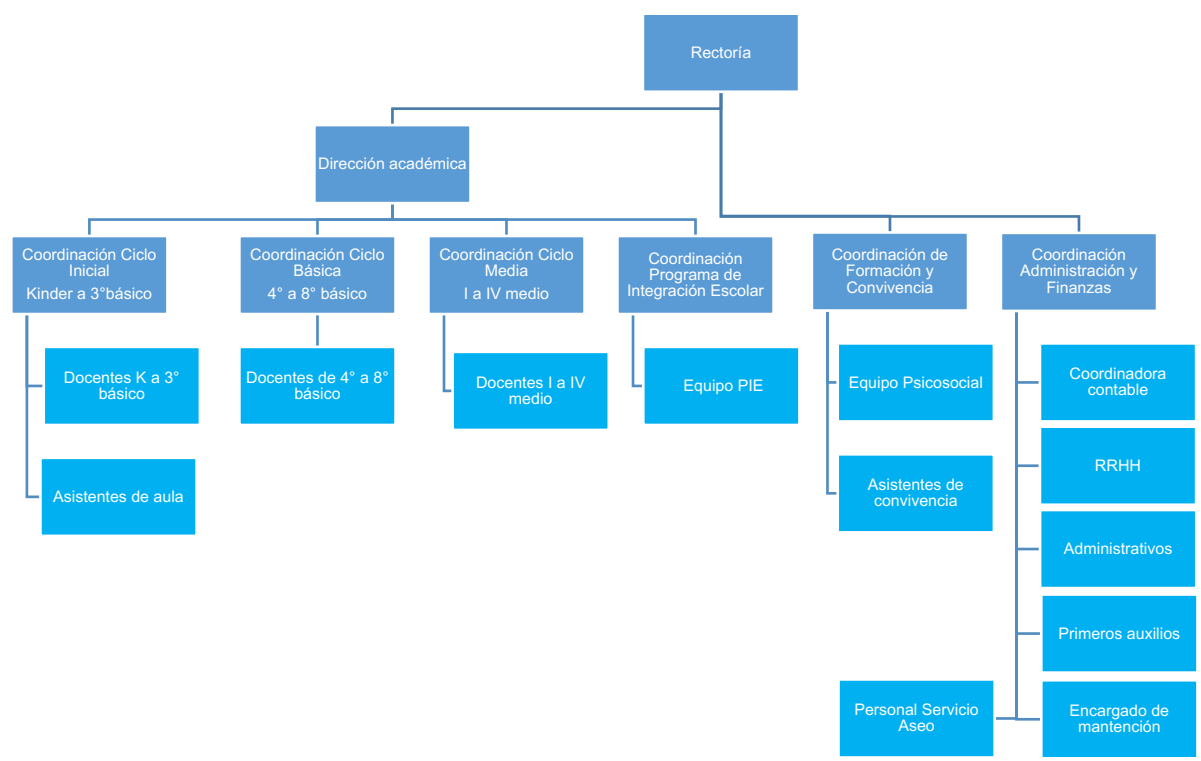 Rectoría
Dirección académica
Coordinación Ciclo
Inicial
Kinder a 3°básico
Coordinación Ciclo
Básica
4° a 8° básico
Coordinación Ciclo
Media
I a IV medio
Coordinación
Programa de
Integración Escolar
Coordinación de
Formación y
Convivencia
Coordinación
Administración y
Finanzas
Docentes K a 3°
básico
Docentes de 4° a 8°
básico
Docentes I a IV
medio
Equipo PIE
Equipo Psicosocial
Coordinadora
contable
Asistentes de aula
Asistentes de
convivencia
RRHH
Administrativos
Primeros auxilios
Personal Servicio
Aseo
Encargado de
mantención